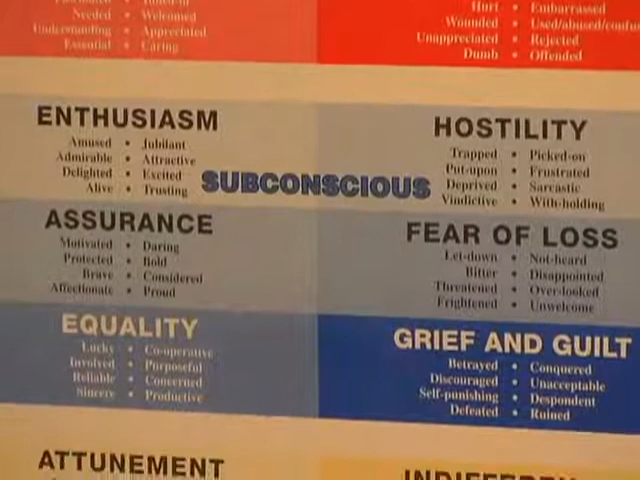 Needed • Welcomed
Understanding • Appreciated
Essential • Caring
Hurt • Embarrassed
Wounded • Used/abused/confu
Unappreciated • Rejected
Dumb • Offended
ENTHUSIASM
Amused • Jubilant
Admirable • Attractive
Delighted • Excited
Alive • Trusting
HOSTILITY
Trapped • Picked-on
Put-upon • Frustrated
Deprived • Sarcastic
Vindictive • With-holding
SUBCONSCIOUS
ASSURANCE
Motivated • Daring
Protected • Bold
Brave • Considered
Affectionate • Proud
FEAR OF LOSS
Let-down • Not-heard
Bitter • Disappointed
Threatened • Over-looked
Frightened • Unwelcome
EQUALITY
Lucky • Co-operative
Involved • Purposeful
Reliable • Concerned
Sincere • Productive
GRIEF AND GUILT
Betrayed • Conquered
Discouraged • Unacceptable
Self-punishing • Despondent
Defeated • Ruined
ATTUNEMENT